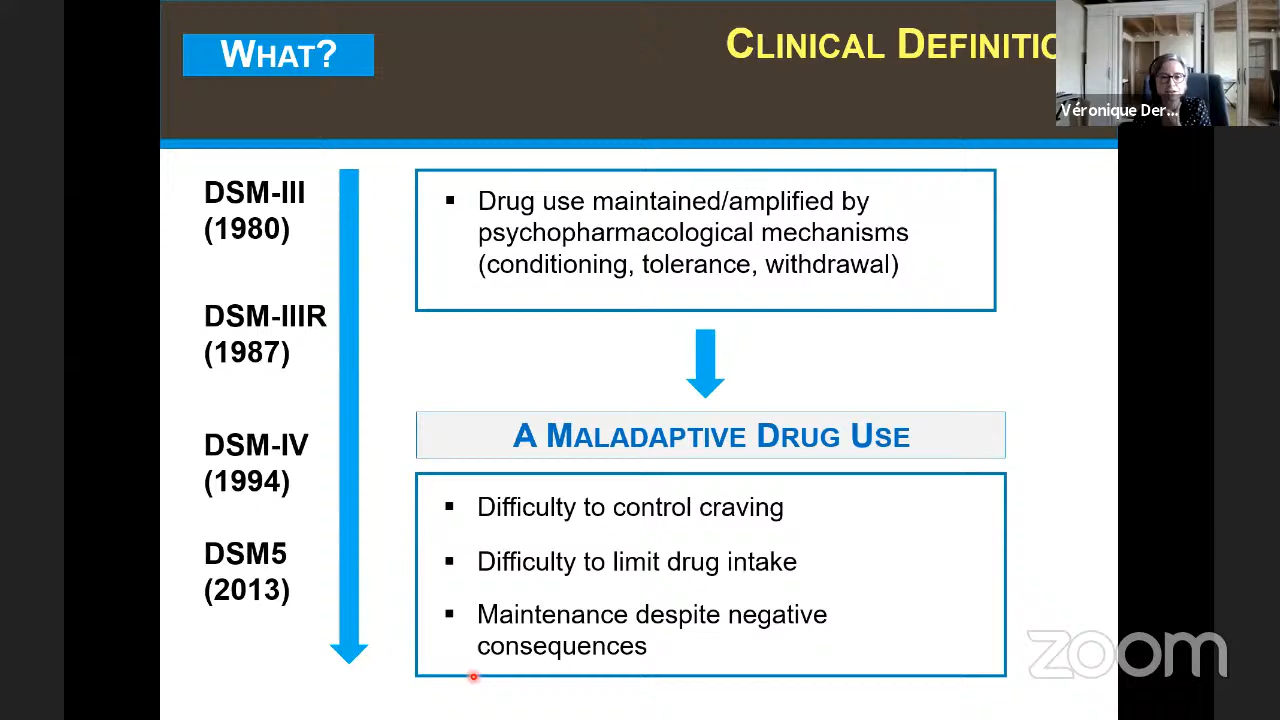 WHAT?
CLINICAL DEFINITIO
Véronique Der...
DSM-III
(1980)
DSM-IIIR
(1987)
DSM-IV
(1994)
DSM5
(2013)
▪ Drug use maintained/amplified by
psychopharmacological mechanisms
(conditioning, tolerance, withdrawal)
A MALADAPTIVE DRUG USE
▪ Difficulty to control craving
▪ Difficulty to limit drug intake
▪ Maintenance despite negative
consequences
zoom